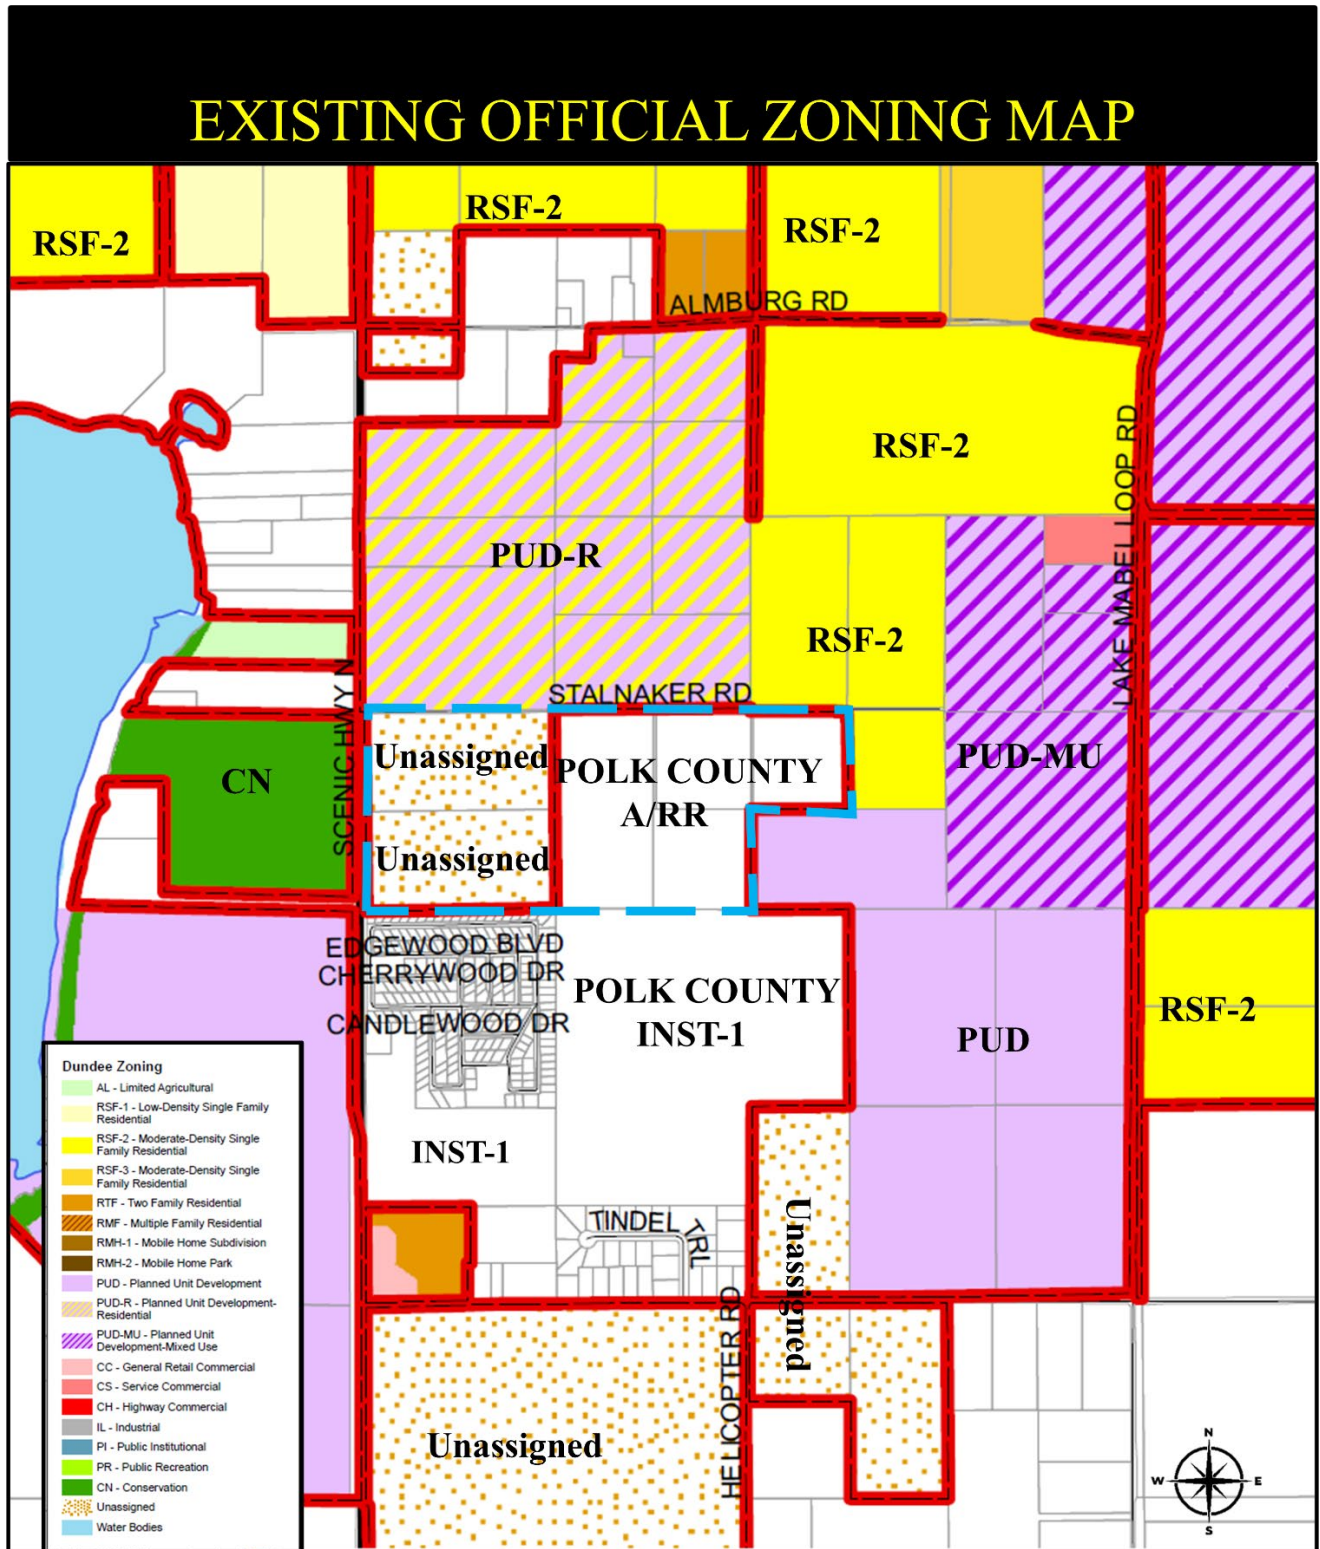 EXISTING OFFICIAL ZONING MAP
RSF-2
RSF-2
RSF-2
ALMBURG RD
RSF-2
LAKE MABEL LOOP RD
PUD-R
RSF-2
STALNAKER RD
SCENIC HWY N
CN
Unassigned
POLK COUNTY
A/RR
PUD-MU
Unassigned
EDGEWOOD BLVD
CHERRYWOOD DR
CANDLEWOOD DR
POLK COUNTY
INST-1
PUD
RSF-2
INST-1
TINDEL TRL
Unassigned
HELICOPTER RD
Unassigned
Dundee Zoning
AL - Limited Agricultural
RSF-1 - Low-Density Single Family
Residential
RSF-2 - Moderate-Density Single
Family Residential
RSF-3 - Moderate-Density Single
Family Residential
RTF - Two Family Residential
RMF - Multiple Family Residential
RMH-1 - Mobile Home Subdivision
RMH-2 - Mobile Home Park
PUD - Planned Unit Development
PUD-R - Planned Unit Development-
Residential
PUD-MU - Planned Unit
Development-Mixed Use
CC - General Retail Commercial
CS - Service Commercial
CH - Highway Commercial
IL - Industrial
PI - Public Institutional
PR - Public Recreation
CN - Conservation
Unassigned
Water Bodies
N
W
E
S